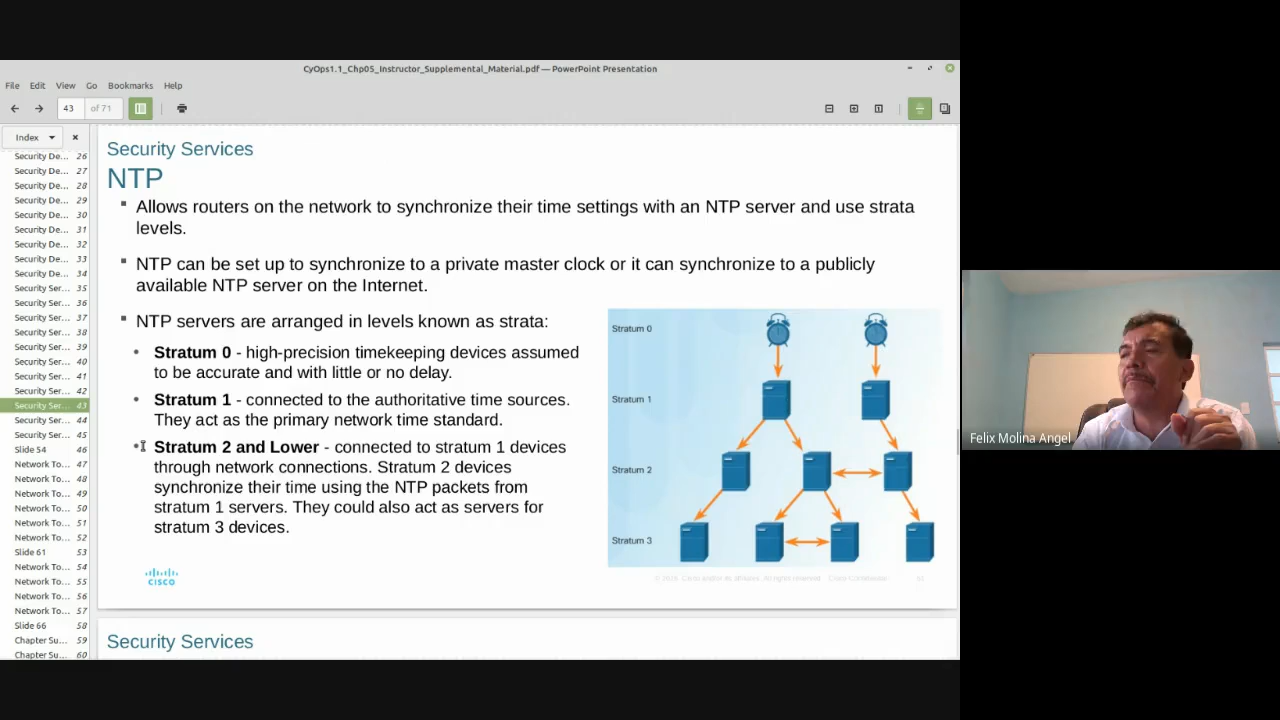 CyOps1.1_Chp05_Instructor_Supplemental_Material.pdf — PowerPoint Presentation
File Edit View Go Bookmarks Help
43 of 71
Index
Security De... 26
Security De... 27
Security De... 28
Security De... 29
Security De... 30
Security De... 31
Security De... 32
Security De... 33
Security De... 34
Security Ser... 35
Security Ser... 36
Security Ser... 37
Security Ser... 38
Security Ser... 39
Security Ser... 40
Security Ser... 41
Security Ser... 42
Security Ser... 43
Security Ser... 44
Security Ser... 45
Slide 54 46
Network To... 47
Network To... 48
Network To... 49
Network To... 50
Network To... 51
Network To... 52
Slide 61 53
Network To... 54
Network To... 55
Network To... 56
Network To... 57
Slide 66 58
Chapter Su... 59
Chapter Su... 60
Security Services
NTP
Allows routers on the network to synchronize their time settings with an NTP server and use strata
levels.
NTP can be set up to synchronize to a private master clock or it can synchronize to a publicly
available NTP server on the Internet.
NTP servers are arranged in levels known as strata:
Stratum 0 - high-precision timekeeping devices assumed
to be accurate and with little or no delay.
Stratum 1 - connected to the authoritative time sources.
They act as the primary network time standard.
Stratum 2 and Lower - connected to stratum 1 devices
through network connections. Stratum 2 devices
synchronize their time using the NTP packets from
stratum 1 servers. They could also act as servers for
stratum 3 devices.
Stratum 0
Stratum 1
Stratum 2
Stratum 3
CISCO
Security Services
Felix Molina Angel